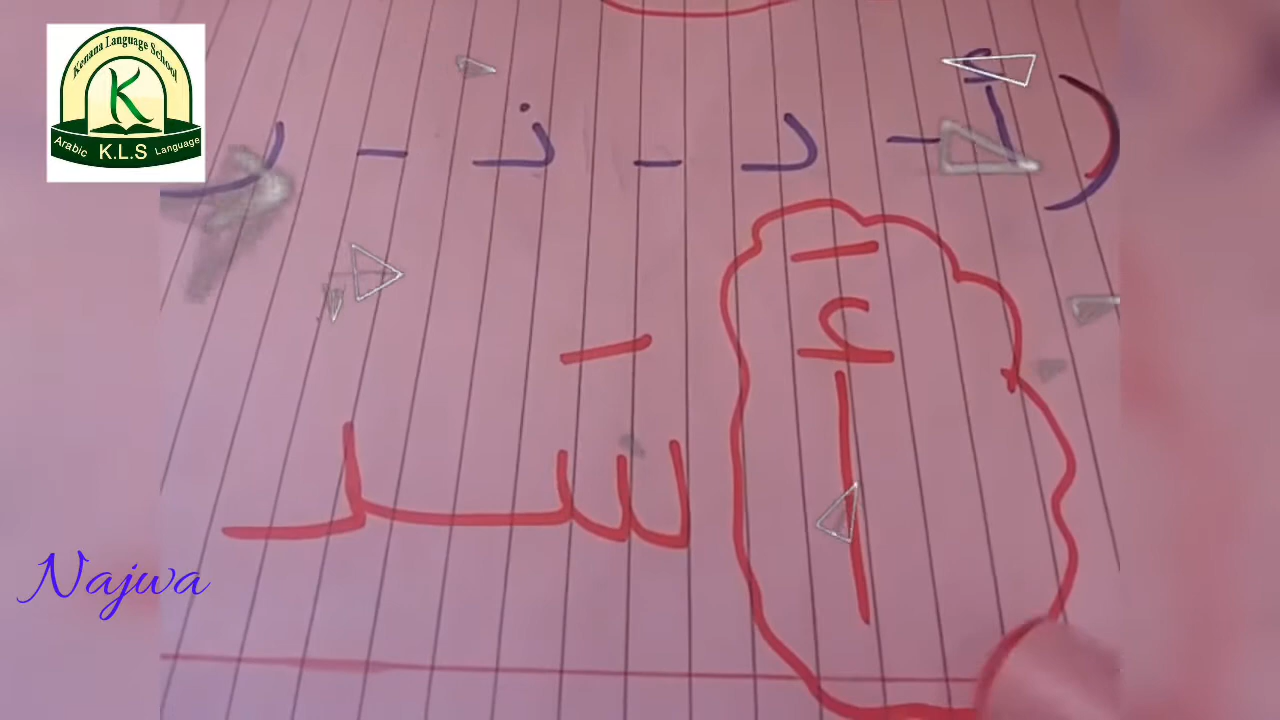 Kenana Language School
K
Arabic K.L.S Language
( أ - د - ذ - ر
أَسَد
Najwa